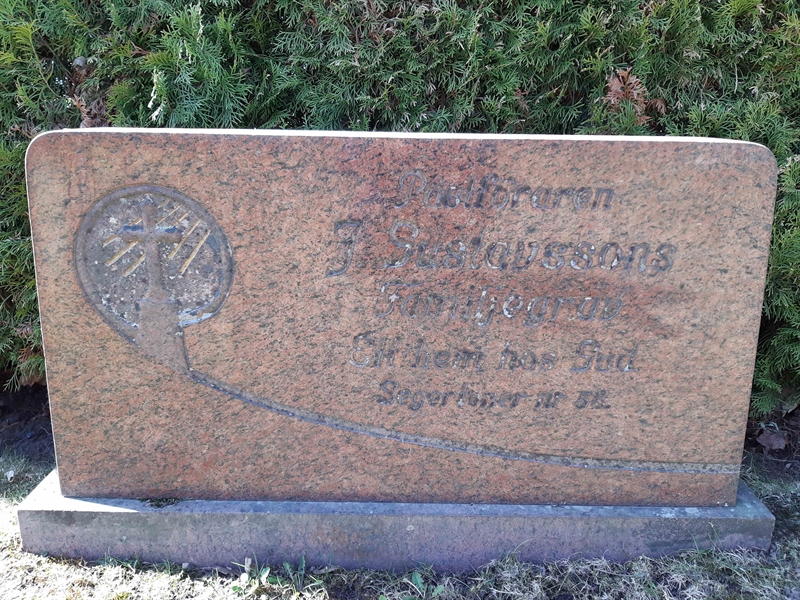 Postföraren
J. Gustavssons
Familjegrav
Ett hem hos Gud.
Segertoner nr 58.